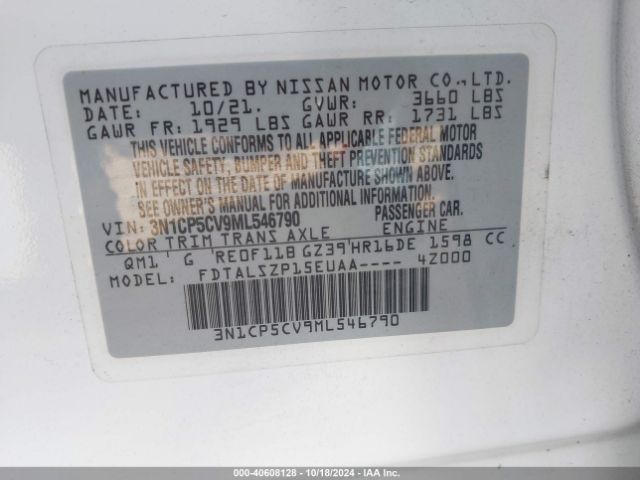 MANUFACTURED BY NISSAN MOTOR CO.,LTD.
DATE: 10/21. GVWR: 3660 LBS
GAWR FR: 1929 LBS GAWR RR: 1731 LBS
THIS VEHICLE CONFORMS TO ALL APPLICABLE FEDERAL MOTOR
VEHICLE SAFETY, BUMPER AND THEFT PREVENTION STANDARDS
IN EFFECT ON THE DATE OF MANUFACTURE SHOWN ABOVE.
SEE OWNER'S MANUAL FOR ADDITIONAL INFORMATION.
VIN: 3N1CP5CV9ML546790 PASSENGER CAR.
COLOR TRIM TRANS AXLE ENGINE
QM1 G RE0F11B GZ39 HR16DE 1598 CC
MODEL: FDTALSZP15EUAA---- 4Z000
3N1CP5CV9ML546790
000-40608128 - 10/18/2024 - IAA Inc.